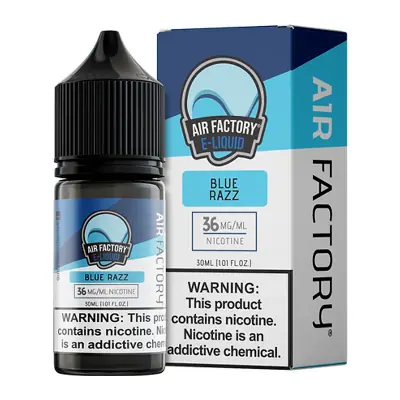 AIR FACTORY®
E-LIQUID
BLUE RAZZ
36 MG/ML NICOTINE
30ML (1.01 FL.OZ.)
WARNING: This product
contains nicotine. Nicotine
is an addictive chemical.
AIR FACTORY
AIR FACTORY®
E-LIQUID
BLUE
RAZZ
36 MG/ML
NICOTINE
30ML (1.01 FL.OZ.)
WARNING:
This product
contains nicotine.
Nicotine is an
addictive chemical.
A1R FACTORY®